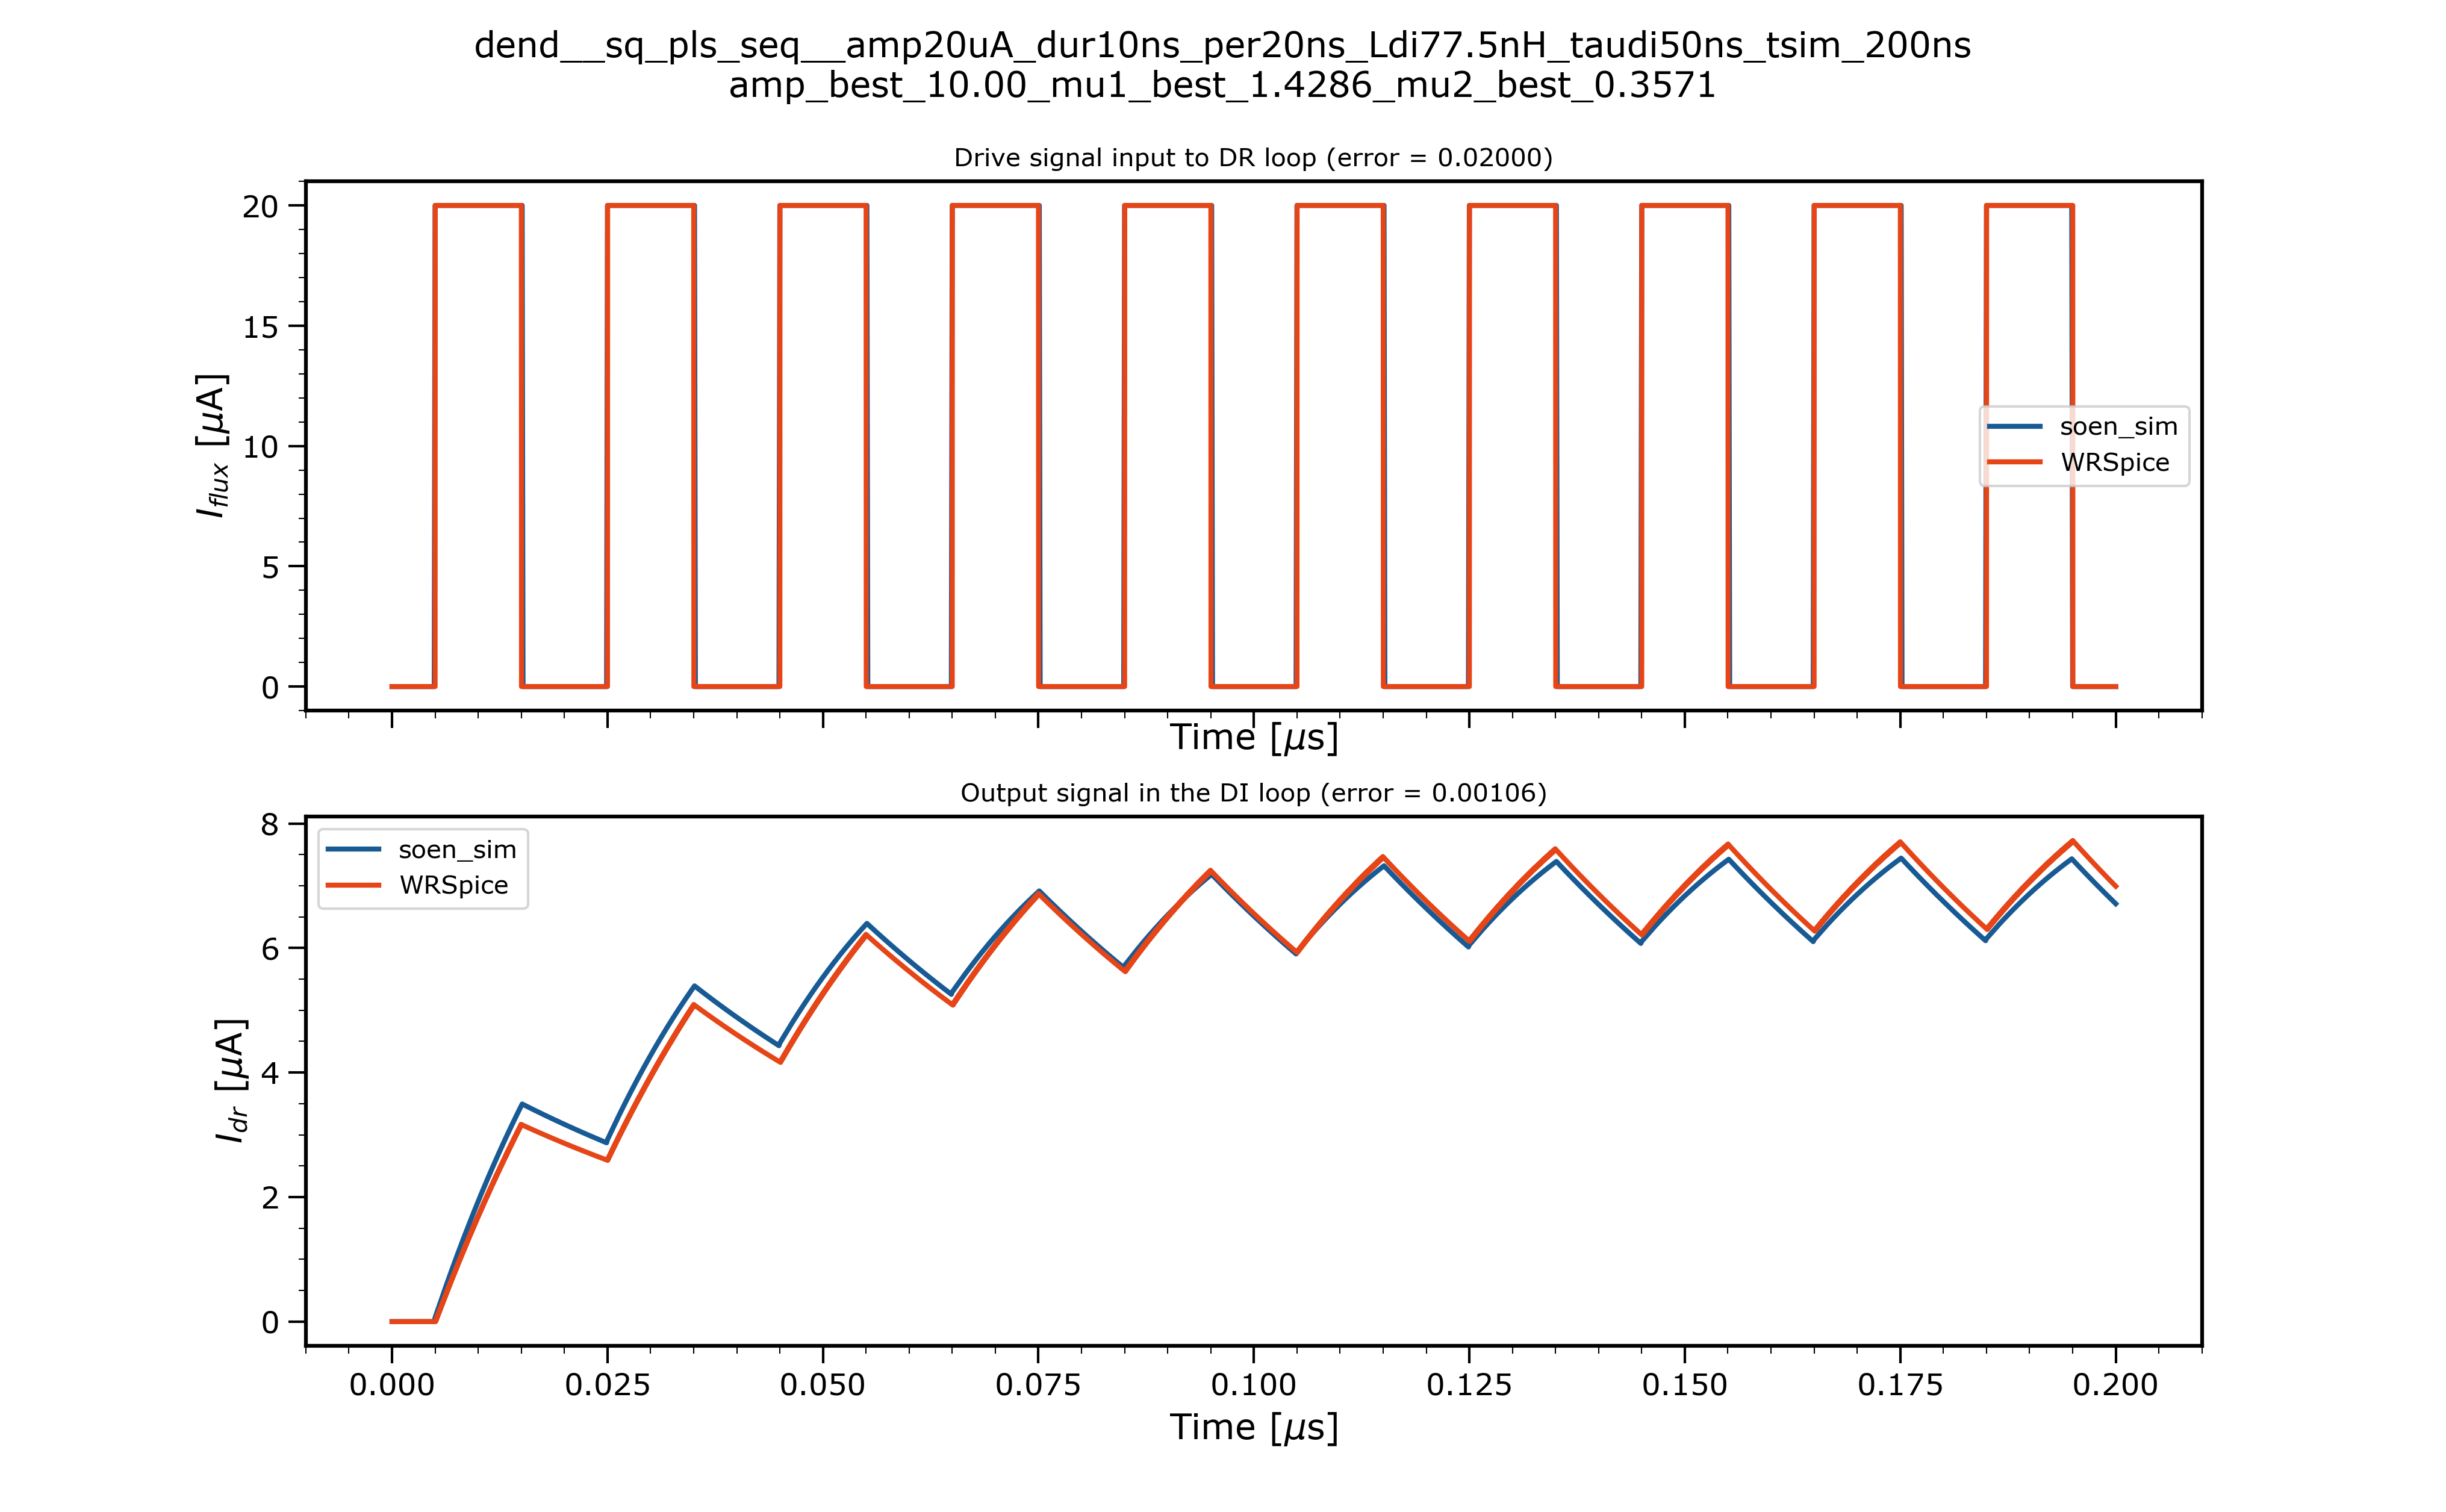 dend__sq_pls_seq__amp20uA_dur10ns_per20ns_Ldi77.5nH_taudi50ns_tsim_200ns
amp_best_10.00_mu1_best_1.4286_mu2_best_0.3571
Drive signal input to DR loop (error = 0.02000)
20
15
10
5
0
I_flux [μA]
soen_sim
WRSpice
Time [μs]
Output signal in the DI loop (error = 0.00106)
8
6
4
2
0
I_dr [μA]
soen_sim
WRSpice
0.000 0.025 0.050 0.075 0.100 0.125 0.150 0.175 0.200
Time [μs]